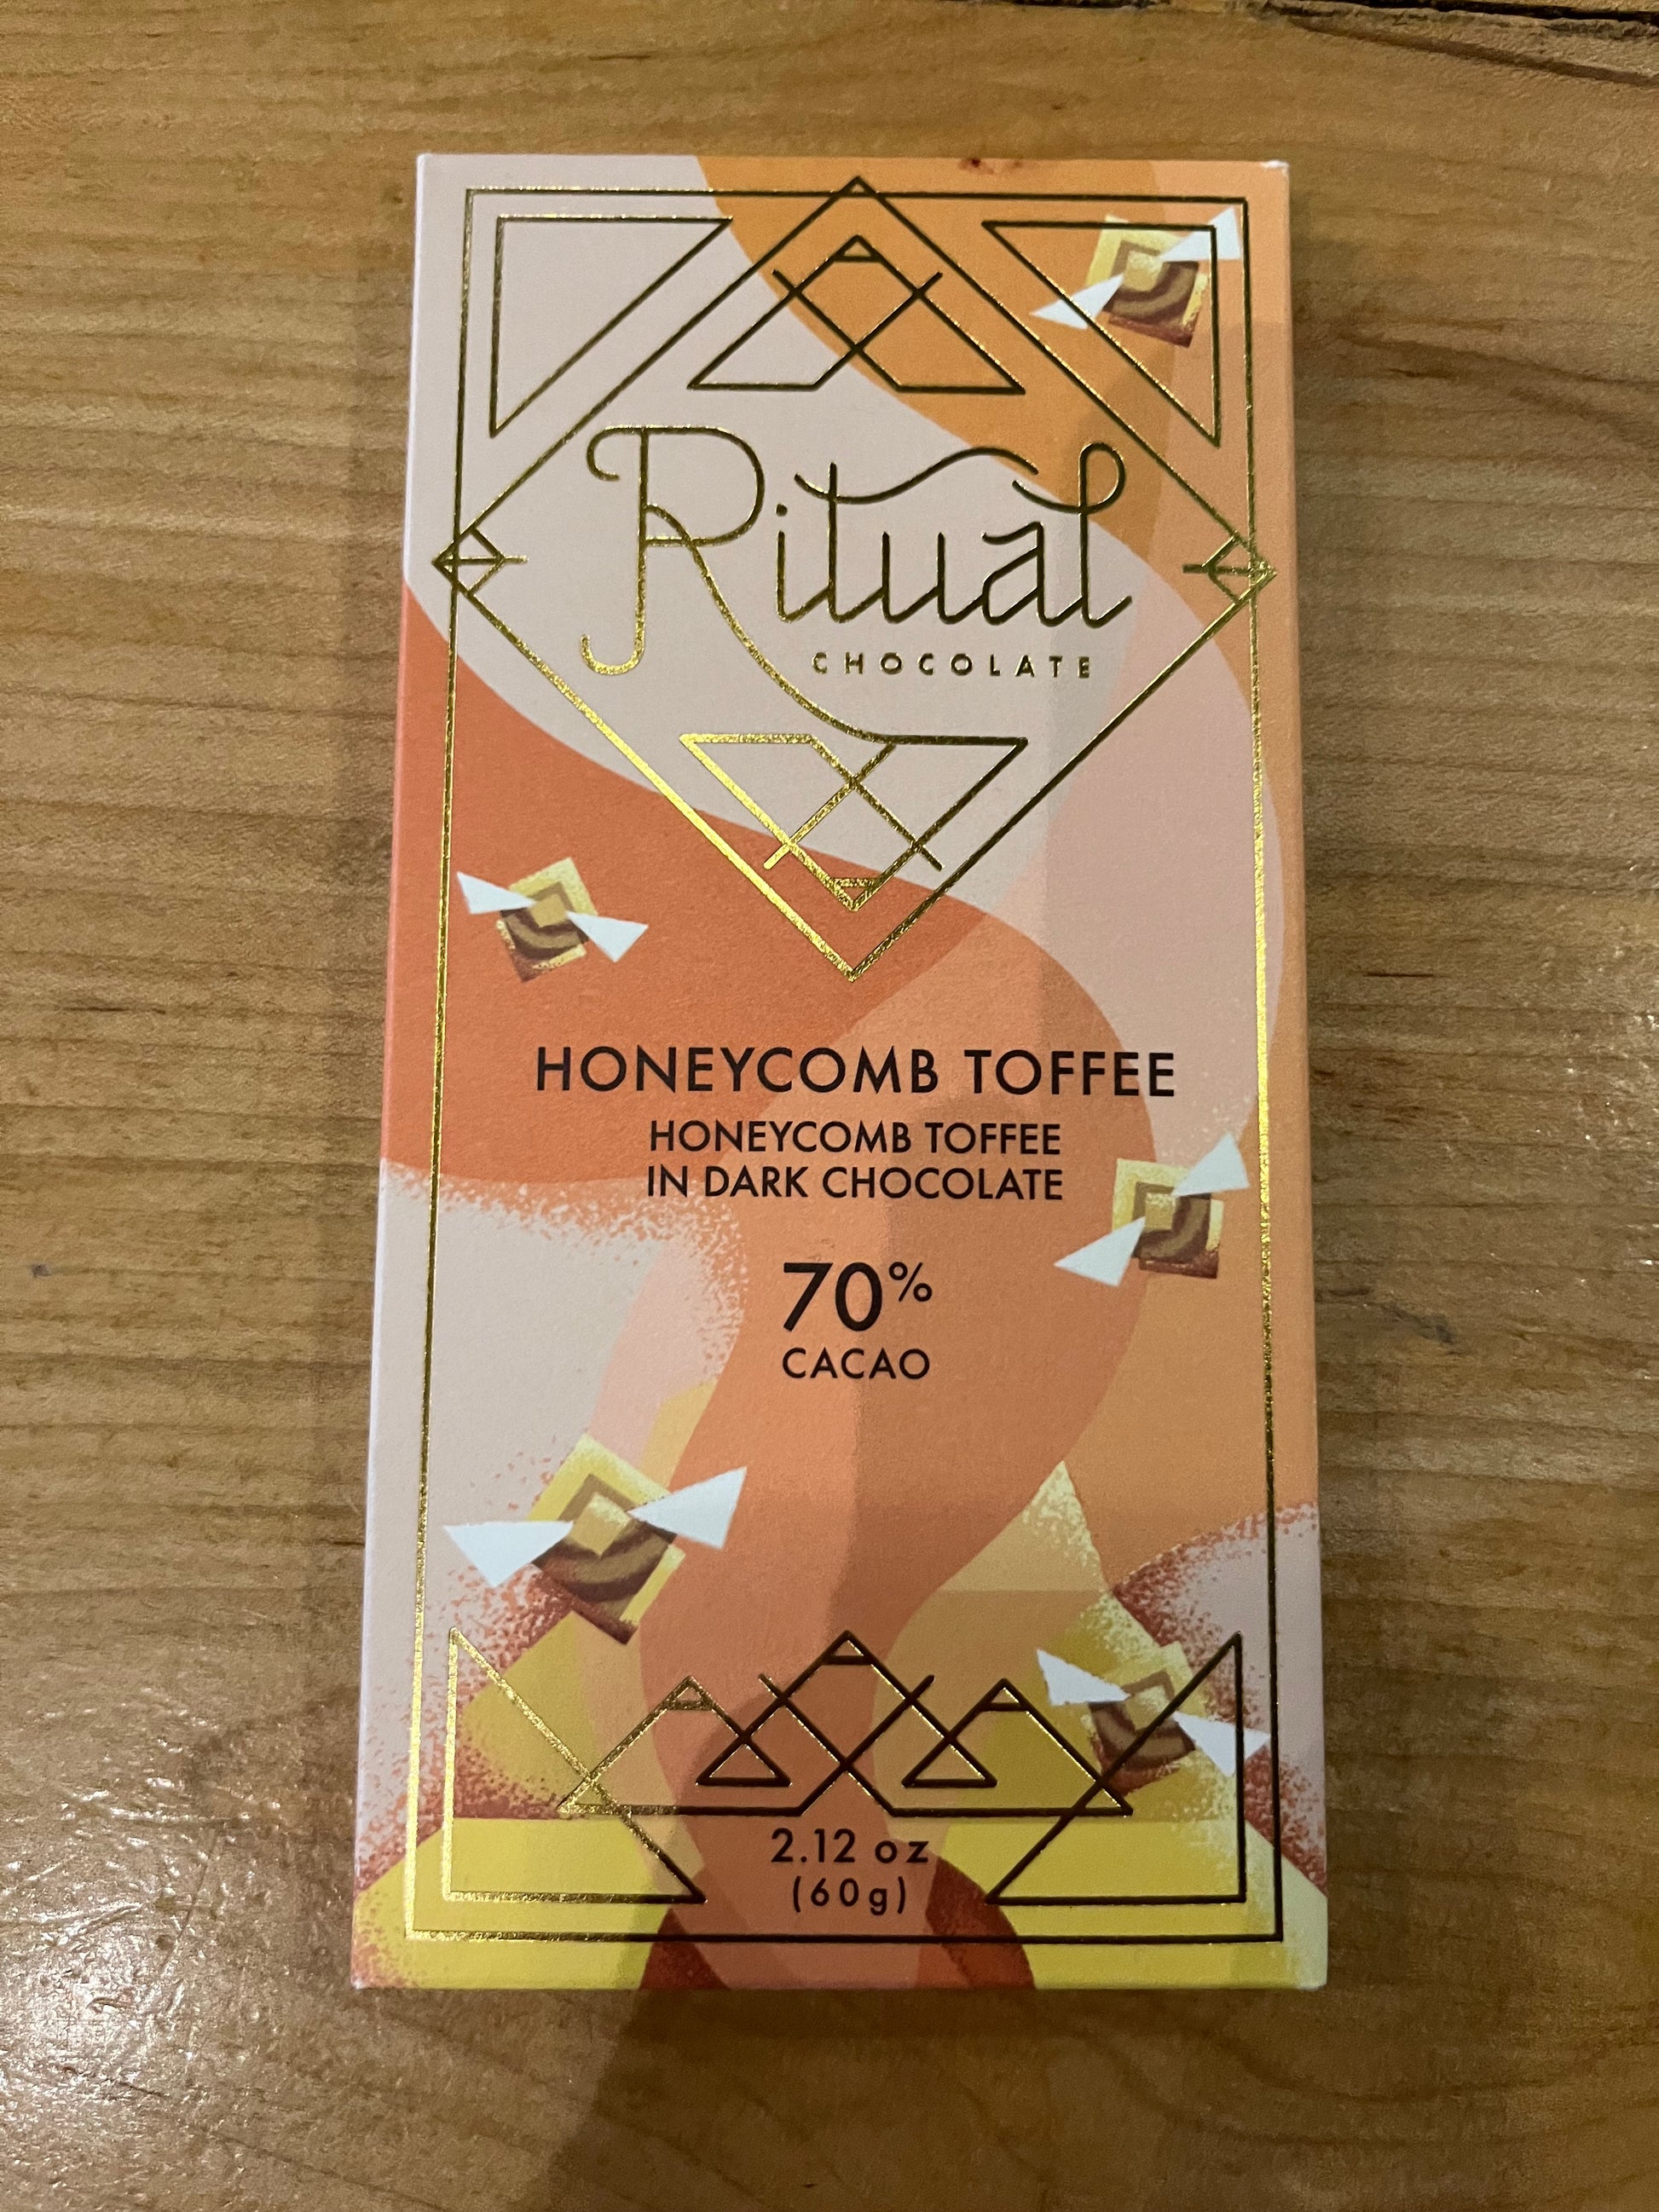 Ritual
CHOCOLATE
HONEYCOMB TOFFEE
HONEYCOMB TOFFEE
IN DARK CHOCOLATE
70%
CACAO
2.12 oz
(60g)